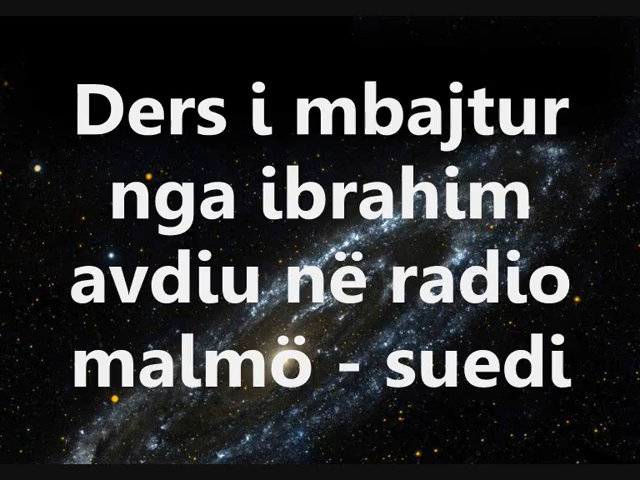 Ders i mbajtur
nga ibrahim
avdiu në radio
malmö - suedi